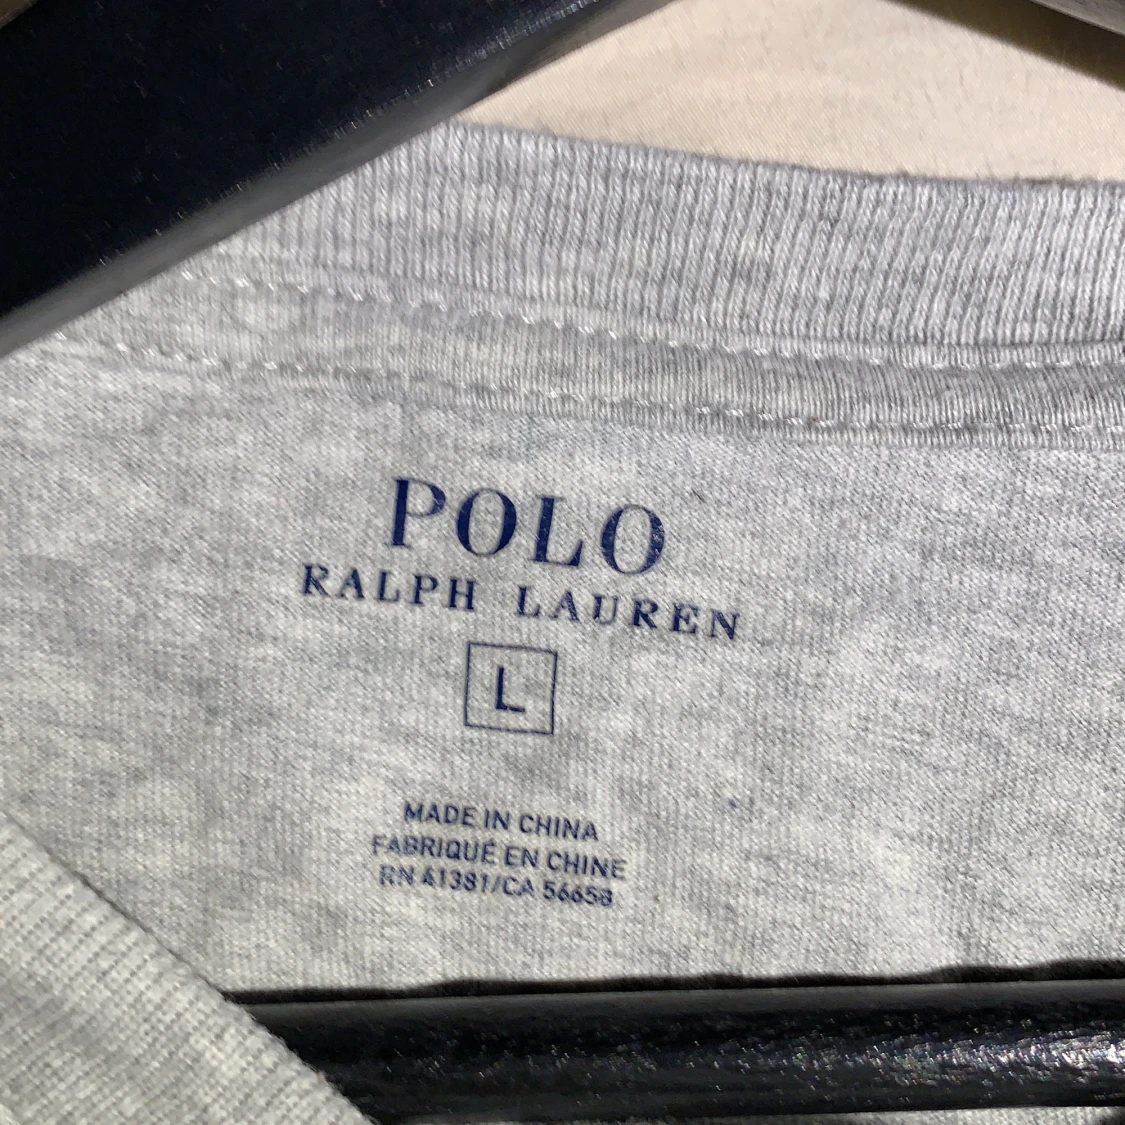 POLO
RALPH LAUREN
L
MADE IN CHINA
FABRIQUÉ EN CHINE
RN 41381/CA 56658